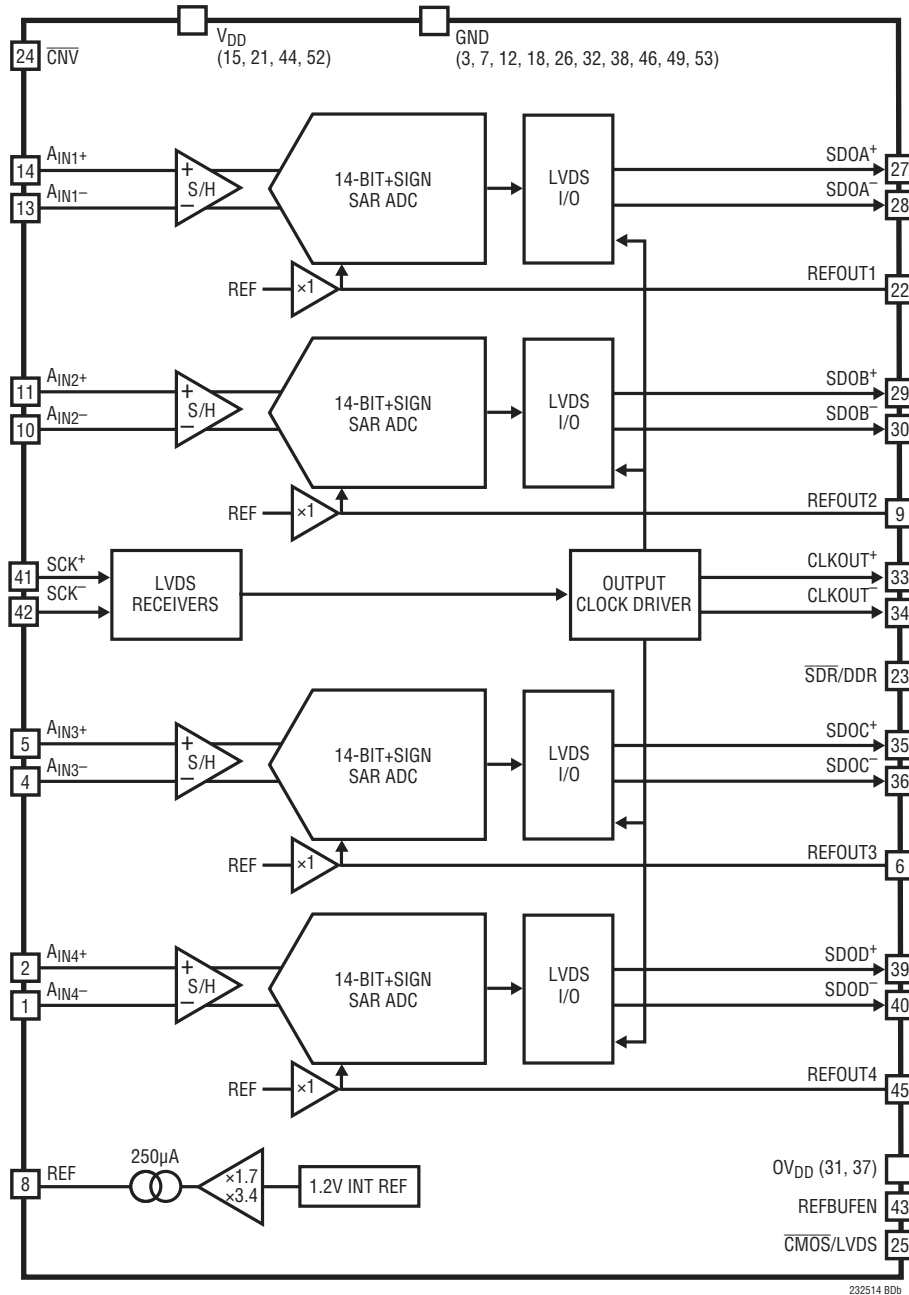 VDD
(15, 21, 44, 52)
GND
(3, 7, 12, 18, 26, 32, 38, 46, 49, 53)
24 CNV
14 AIN1+
13 AIN1–
+
S/H
–
14-BIT+SIGN
SAR ADC
LVDS
I/O
SDOA+ 27
SDOA– 28
REF ×1
REFOUT1 22
11 AIN2+
10 AIN2–
+
S/H
–
14-BIT+SIGN
SAR ADC
LVDS
I/O
SDOB+ 29
SDOB– 30
REF ×1
REFOUT2 9
41 SCK+
42 SCK–
LVDS
RECEIVERS
OUTPUT
CLOCK DRIVER
CLKOUT+ 33
CLKOUT– 34
SDR/DDR 23
5 AIN3+
4 AIN3–
+
S/H
–
14-BIT+SIGN
SAR ADC
LVDS
I/O
SDOC+ 35
SDOC– 36
REF ×1
REFOUT3 6
2 AIN4+
1 AIN4–
+
S/H
–
14-BIT+SIGN
SAR ADC
LVDS
I/O
SDOD+ 39
SDOD– 40
REF ×1
REFOUT4 45
8 REF
250µA
×1.7
×3.4
1.2V INT REF
OVDD (31, 37)
REFBUFEN 43
CMOS/LVDS 25
232514 BDb